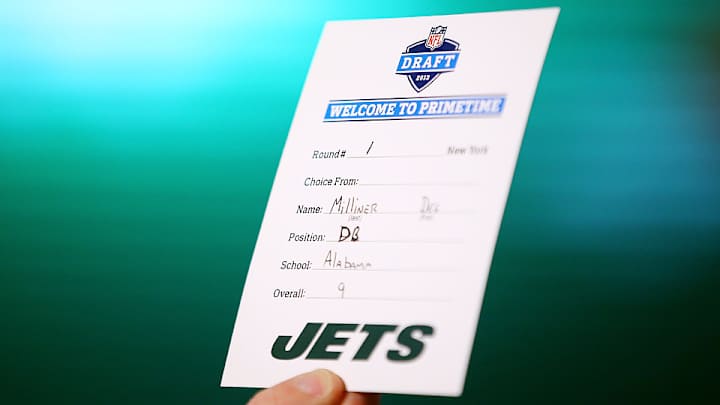 NFL
DRAFT
2013
WELCOME TO PRIMETIME
Round# 1 New York
Choice From:
Name: Milliner Dee
(last) (First)
Position: DB
School: Alabama
Overall: 9
JETS